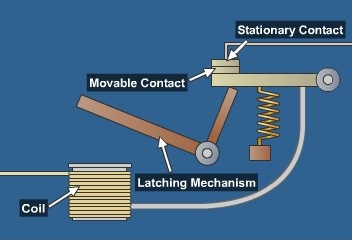 Stationary Contact
Movable Contact
Latching Mechanism
Coil